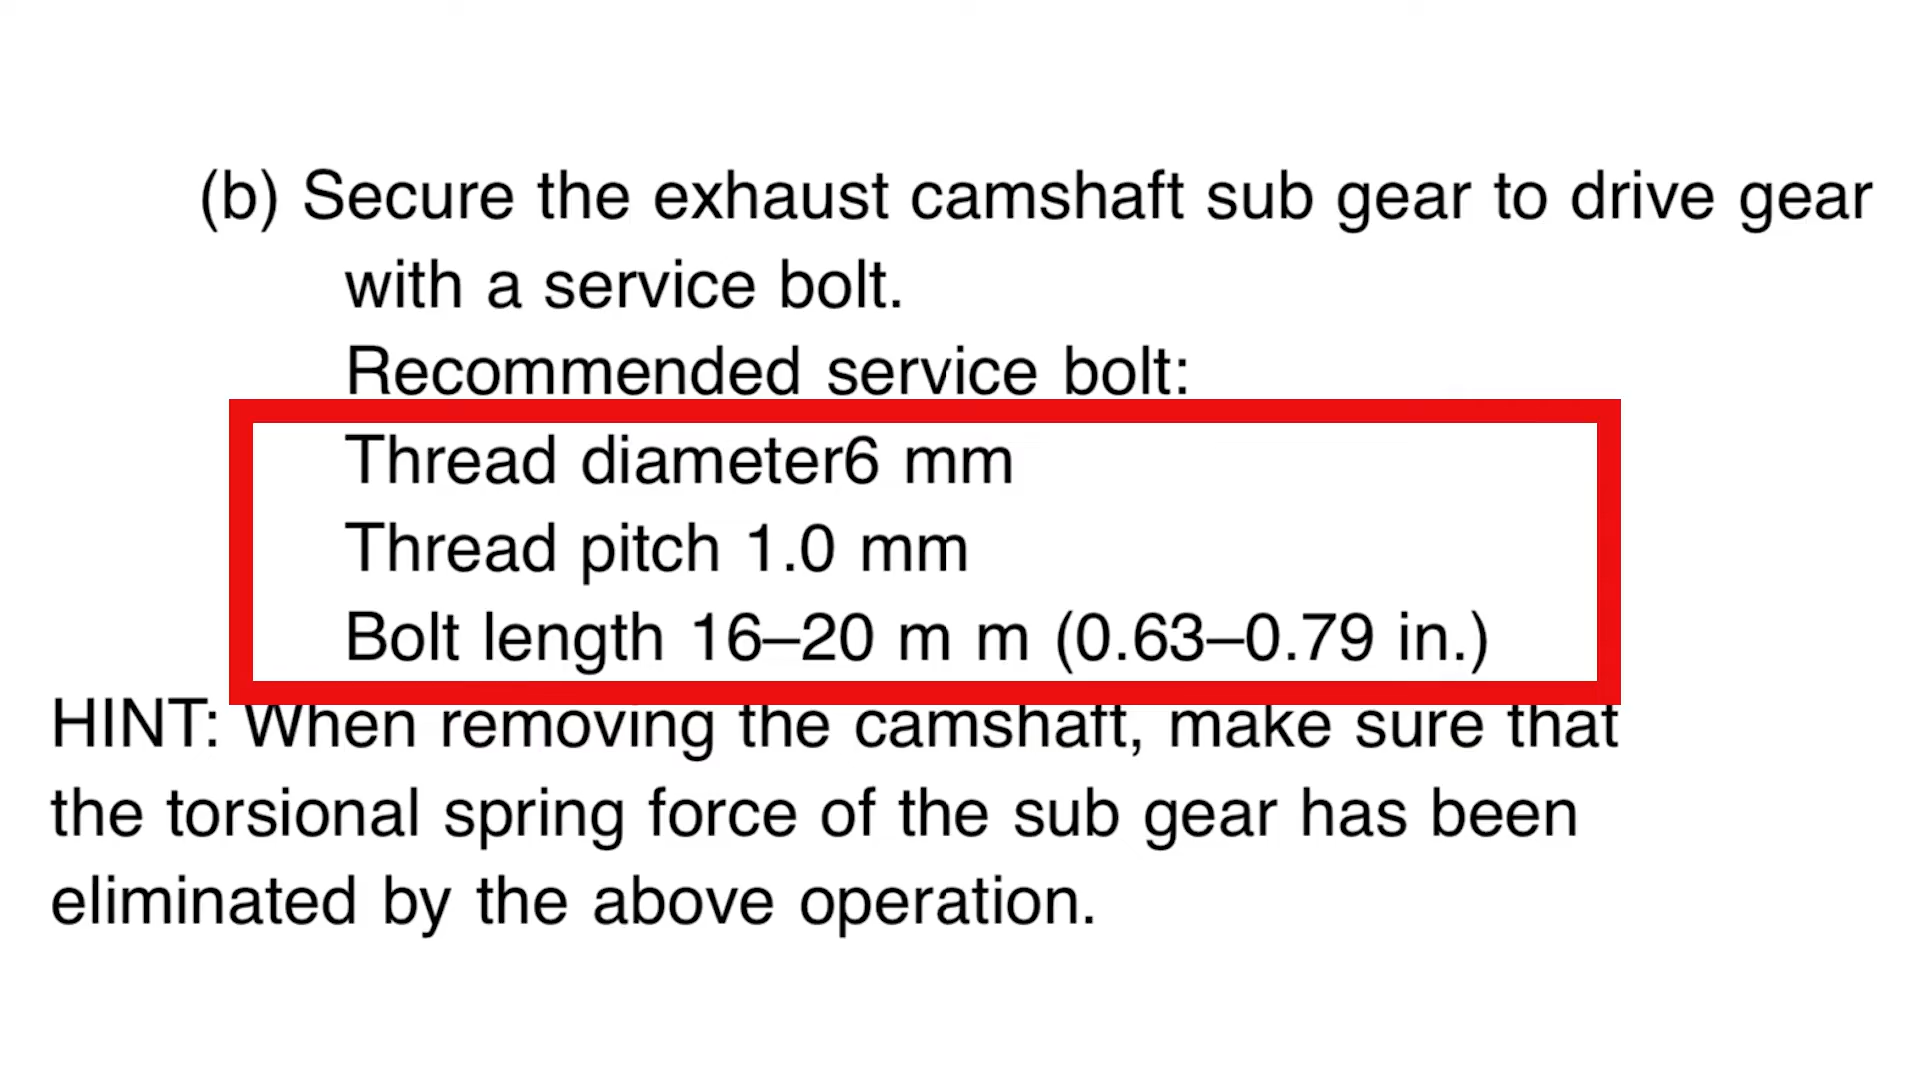 (b) Secure the exhaust camshaft sub gear to drive gear
with a service bolt.
Recommended service bolt:
Thread diameter6 mm
Thread pitch 1.0 mm
Bolt length 16–20 m m (0.63–0.79 in.)
HINT: When removing the camshaft, make sure that
the torsional spring force of the sub gear has been
eliminated by the above operation.